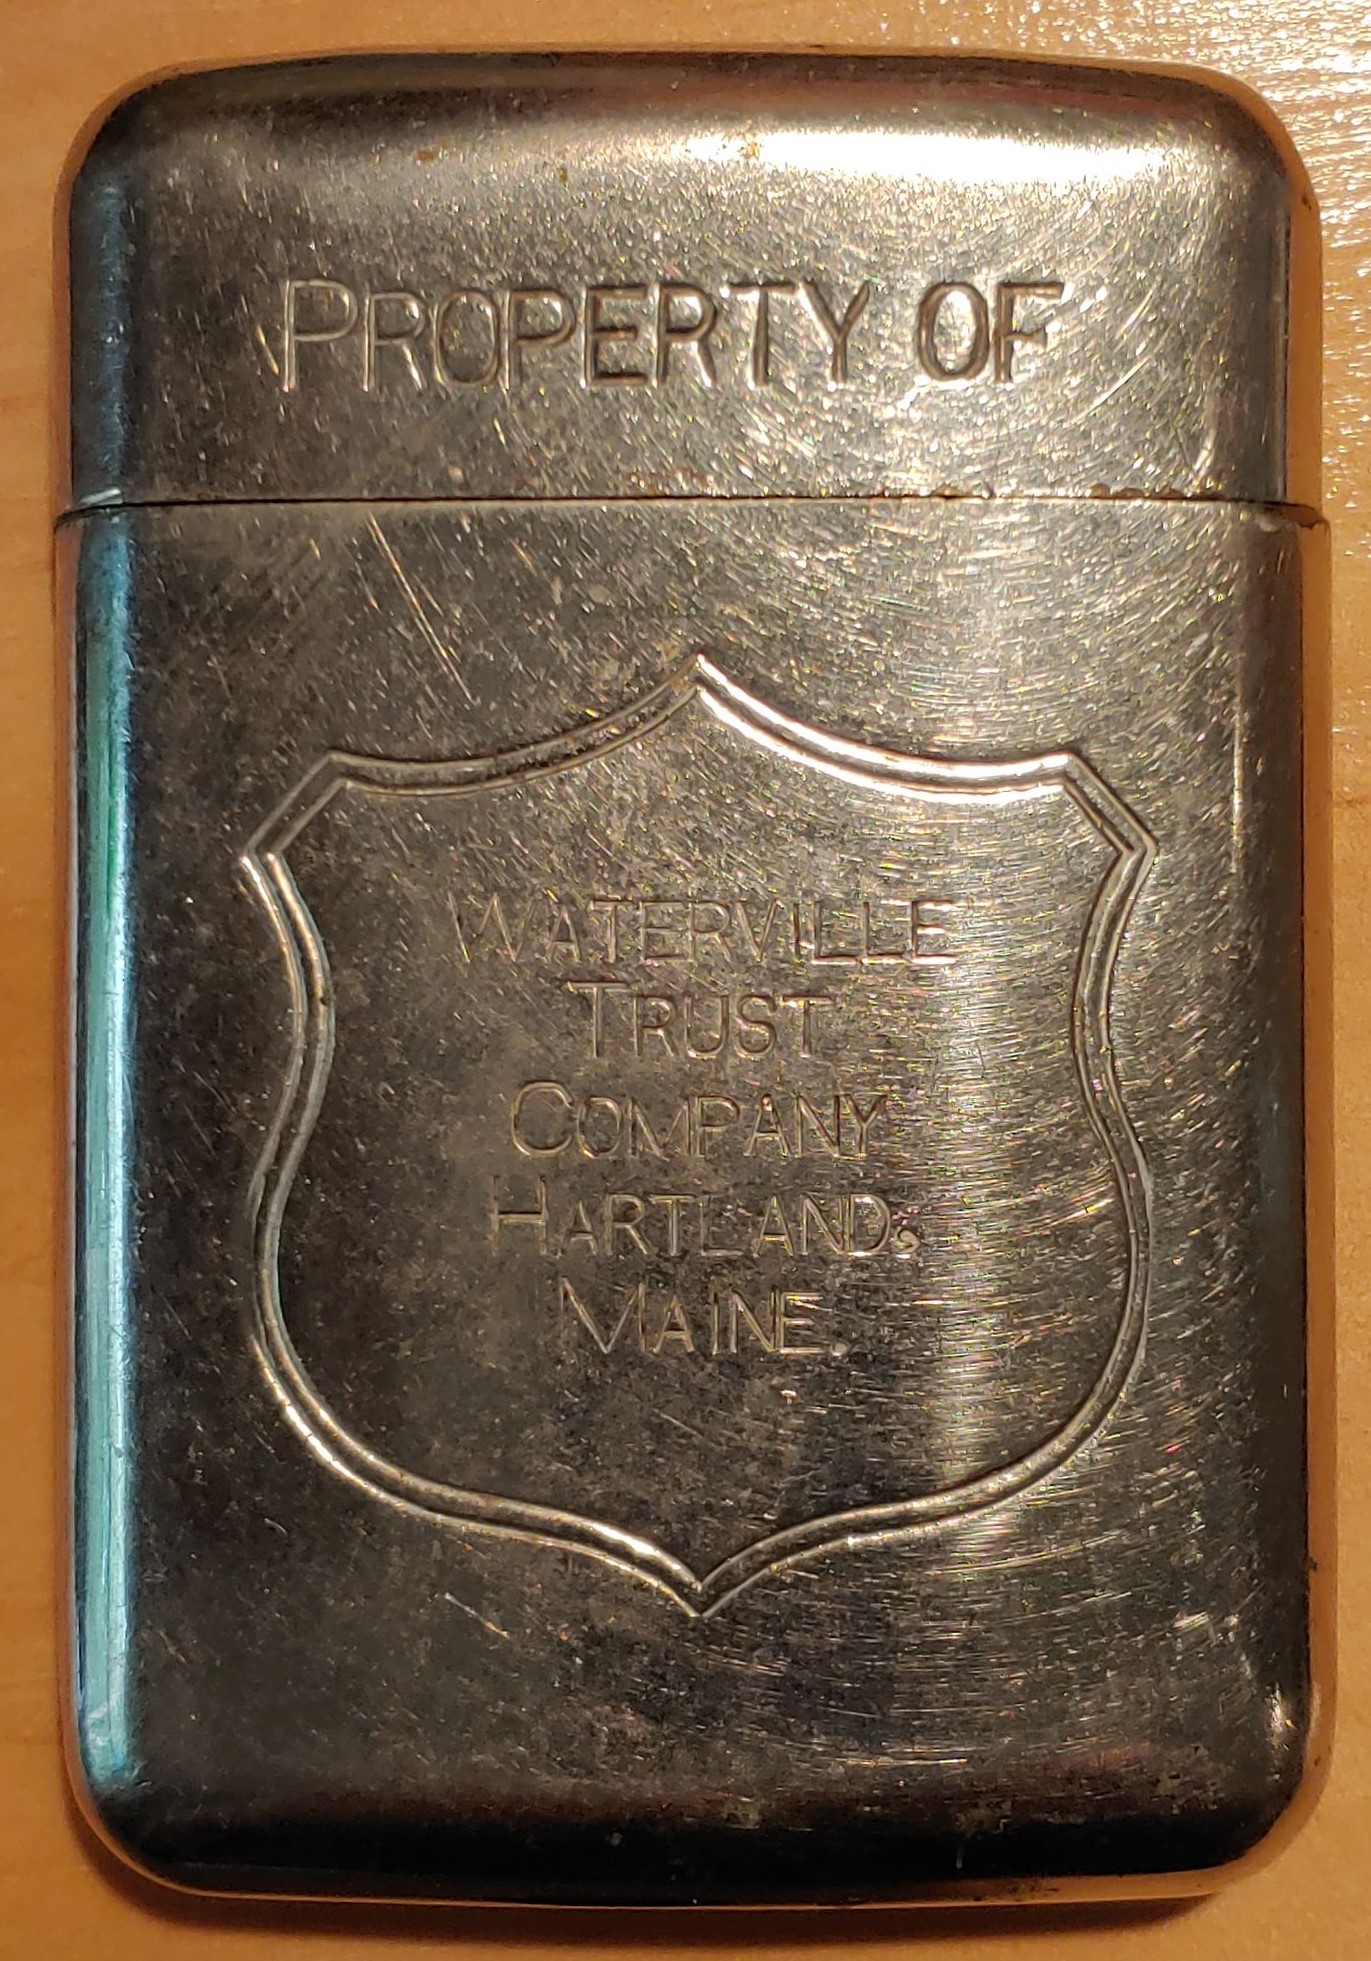 PROPERTY OF
WATERVILLE
TRUST
COMPANY
HARTLAND,
MAINE.